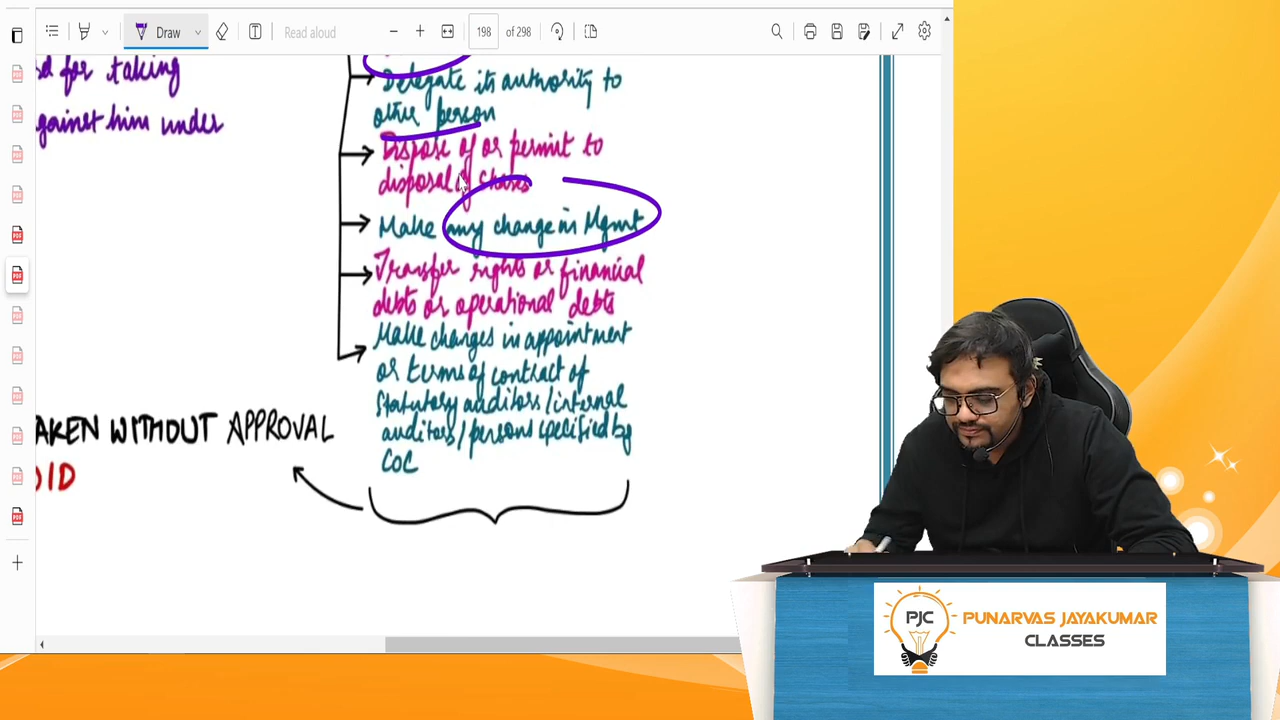 Draw
Read aloud
198 of 298
d for taking
gainst him under
Delegate its authority to
other person
Dispose of or permit to
disposal of shares
Make any change in Mgmt
Transfer rights or financial
debts or operational debts
Make changes in appointment
or terms of contract of
Statutory auditors/internal
auditors/persons specified by
COC
AKEN WITHOUT APPROVAL
OID
PJC
PUNARVAS JAYAKUMAR
CLASSES